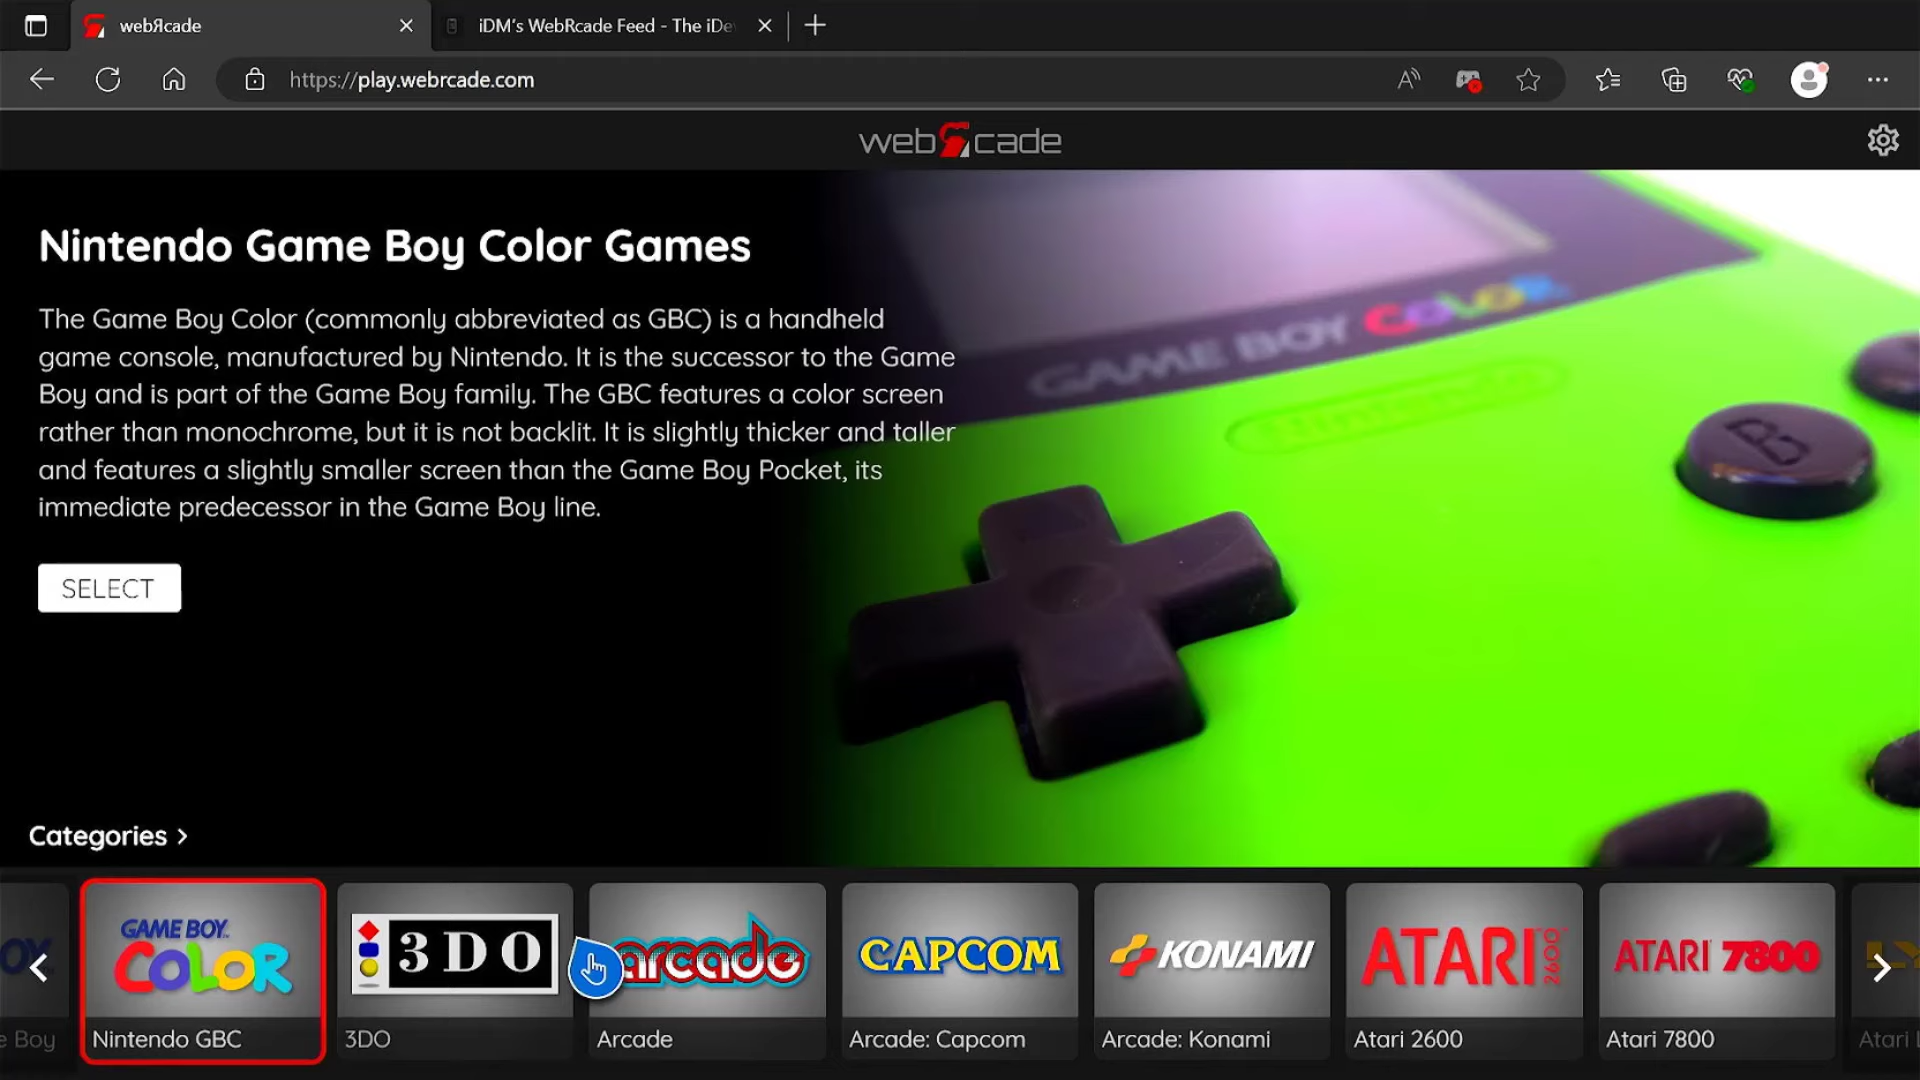 webЯcade
iDM's WebRcade Feed - The iDe
https://play.webrcade.com
webЯcade
Nintendo Game Boy Color Games
The Game Boy Color (commonly abbreviated as GBC) is a handheld
game console, manufactured by Nintendo. It is the successor to the Game
Boy and is part of the Game Boy family. The GBC features a color screen
rather than monochrome, but it is not backlit. It is slightly thicker and taller
and features a slightly smaller screen than the Game Boy Pocket, its
immediate predecessor in the Game Boy line.
SELECT
GAME BOY COLOR
Nintendo
B
Categories >
GAME BOY
COLOR
3DO
arcade
CAPCOM
KONAMI
ATARI 2600
ATARI 7800
e Boy
Nintendo GBC
3DO
Arcade
Arcade: Capcom
Arcade: Konami
Atari 2600
Atari 7800
Atari